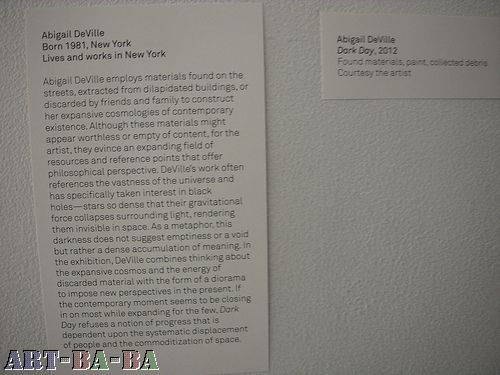 Abigail DeVille
Born 1981, New York
Lives and works in New York
Abigail DeVille employs materials found on the
streets, extracted from dilapidated buildings, or
discarded by friends and family to construct
her expansive cosmologies of contemporary
existence. Although these materials might
appear worthless or empty of content, for the
artist, they evince an expanding field of
resources and reference points that offer
philosophical perspective. DeVille's work often
references the vastness of the universe and
has specifically taken interest in black
holes—stars so dense that their gravitational
force collapses surrounding light, rendering
them invisible in space. As a metaphor, this
darkness does not suggest emptiness or a void
but rather a dense accumulation of meaning. In
the exhibition, DeVille combines thinking about
the expansive cosmos and the energy of
discarded material with the form of a diorama
to impose new perspectives in the present. If
the contemporary moment seems to be closing
in on most while expanding for the few, Dark
Day refuses a notion of progress that is
dependent upon the systematic displacement
of people and the commoditization of space.
Abigail DeVille
Dark Day, 2012
Found materials, paint, collected debris
Courtesy the artist
ART-BA-BA